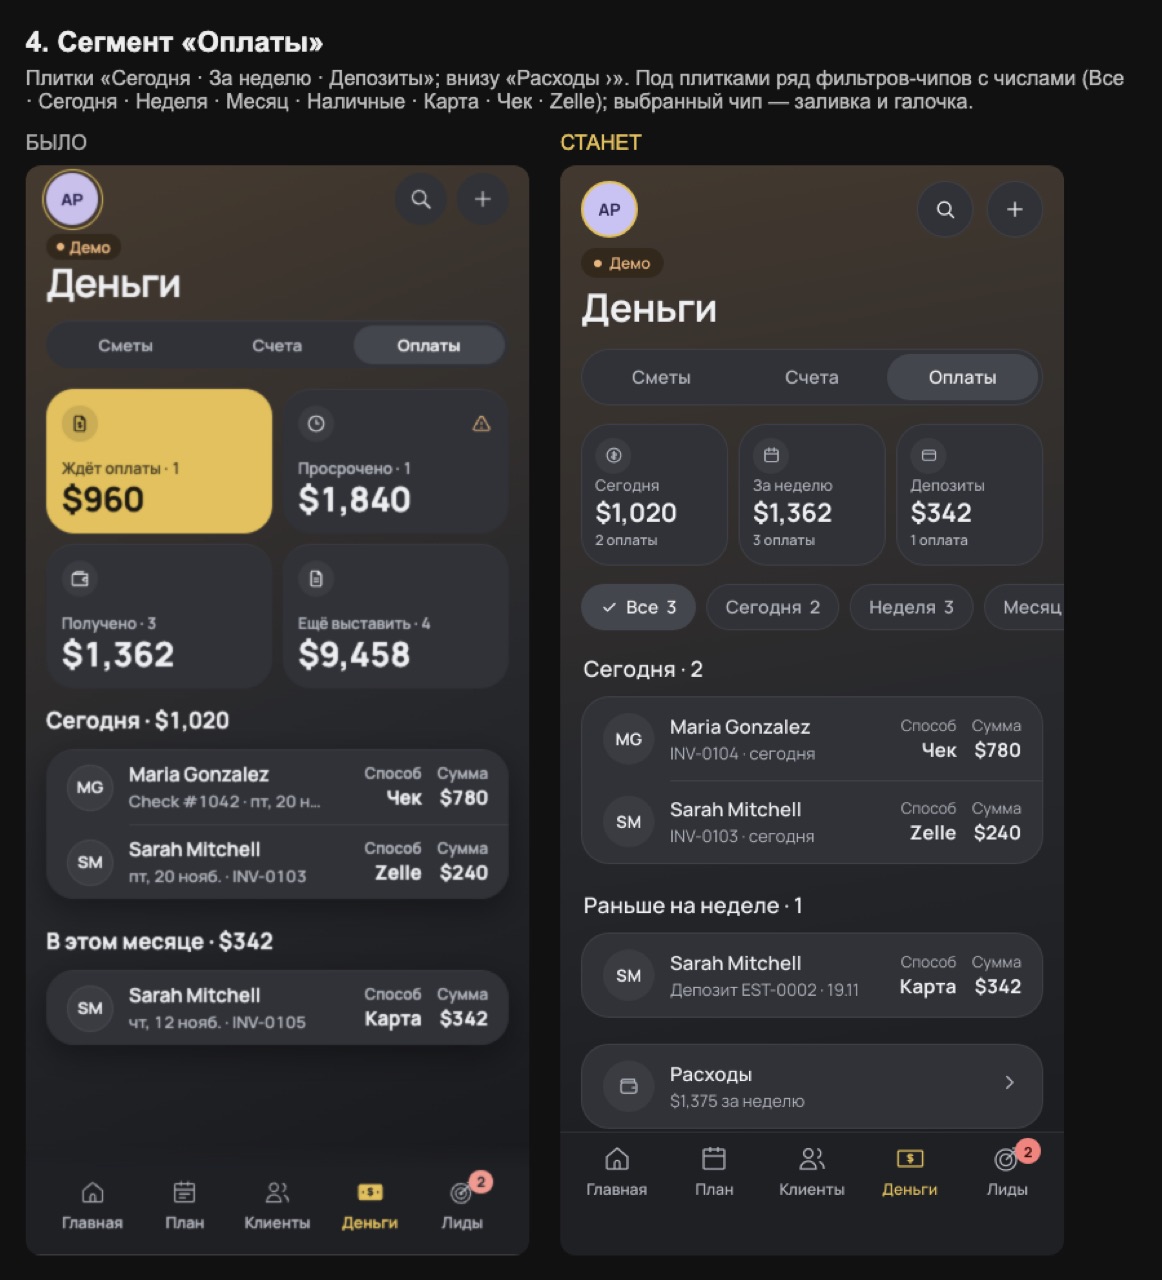 4. Сегмент «Оплаты»
Плитки «Сегодня · За неделю · Депозиты»; внизу «Расходы ›». Под плитками ряд фильтров-чипов с числами (Все
· Сегодня · Неделя · Месяц · Наличные · Карта · Чек · Zelle); выбранный чип — заливка и галочка.
БЫЛО
AP
Демо
Деньги
Сметы Счета Оплаты
Ждёт оплаты · 1
$960
Просрочено · 1
$1,840
Получено · 3
$1,362
Ещё выставить · 4
$9,458
Сегодня · $1,020
MG
Maria Gonzalez
Check #1042 · пт, 20 н...
Способ Сумма
Чек $780
SM
Sarah Mitchell
пт, 20 нояб. · INV-0103
Способ Сумма
Zelle $240
В этом месяце · $342
SM
Sarah Mitchell
чт, 12 нояб. · INV-0105
Способ Сумма
Карта $342
2
Главная План Клиенты Деньги Лиды
СТАНЕТ
AP
Демо
Деньги
Сметы Счета Оплаты
Сегодня
$1,020
2 оплаты
За неделю
$1,362
3 оплаты
Депозиты
$342
1 оплата
Все 3 Сегодня 2 Неделя 3 Месяц
Сегодня · 2
MG
Maria Gonzalez
INV-0104 · сегодня
Способ Сумма
Чек $780
SM
Sarah Mitchell
INV-0103 · сегодня
Способ Сумма
Zelle $240
Раньше на неделе · 1
SM
Sarah Mitchell
Депозит EST-0002 · 19.11
Способ Сумма
Карта $342
Расходы
$1,375 за неделю
2
Главная План Клиенты Деньги Лиды